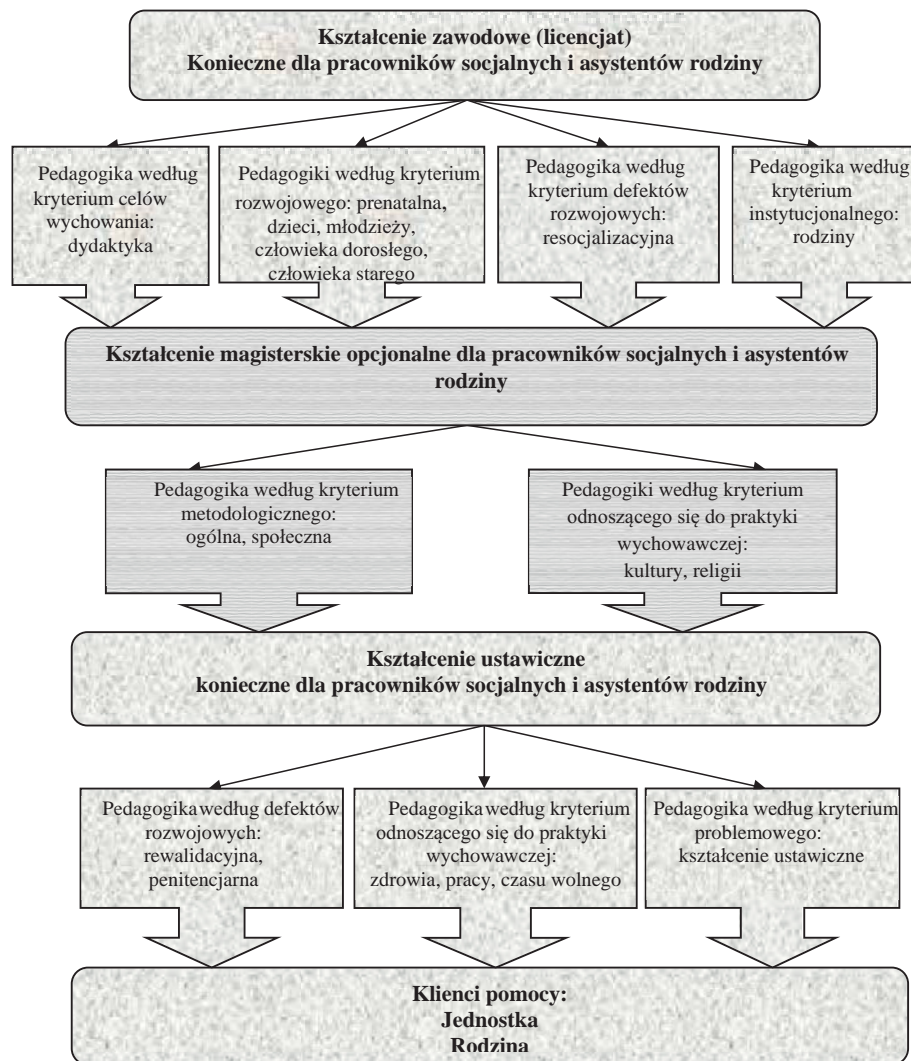 Kształcenie zawodowe (licencjat)
Konieczne dla pracowników socjalnych i asystentów rodziny
Pedagogika według
kryterium celów
wychowania:
dydaktyka
Pedagogiki według kryterium
rozwojowego: prenatalna,
dzieci, młodzieży,
człowieka dorosłego,
człowieka starego
Pedagogika według
kryterium defektów
rozwojowych:
resocjalizacyjna
Pedagogika według
kryterium
instytucjonalnego:
rodziny
Kształcenie magisterskie opcjonalne dla pracowników socjalnych i asystentów
rodziny
Pedagogika według kryterium
metodologicznego:
ogólna, społeczna
Pedagogiki według kryterium
odnoszącego się do praktyki
wychowawczej:
kultury, religii
Kształcenie ustawiczne
konieczne dla pracowników socjalnych i asystentów rodziny
Pedagogika według defektów
rozwojowych:
rewalidacyjna,
penitencjarna
Pedagogika według kryterium
odnoszącego się do praktyki
wychowawczej:
zdrowia, pracy, czasu wolnego
Pedagogika według kryterium
problemowego:
kształcenie ustawiczne
Klienci pomocy:
Jednostka
Rodzina